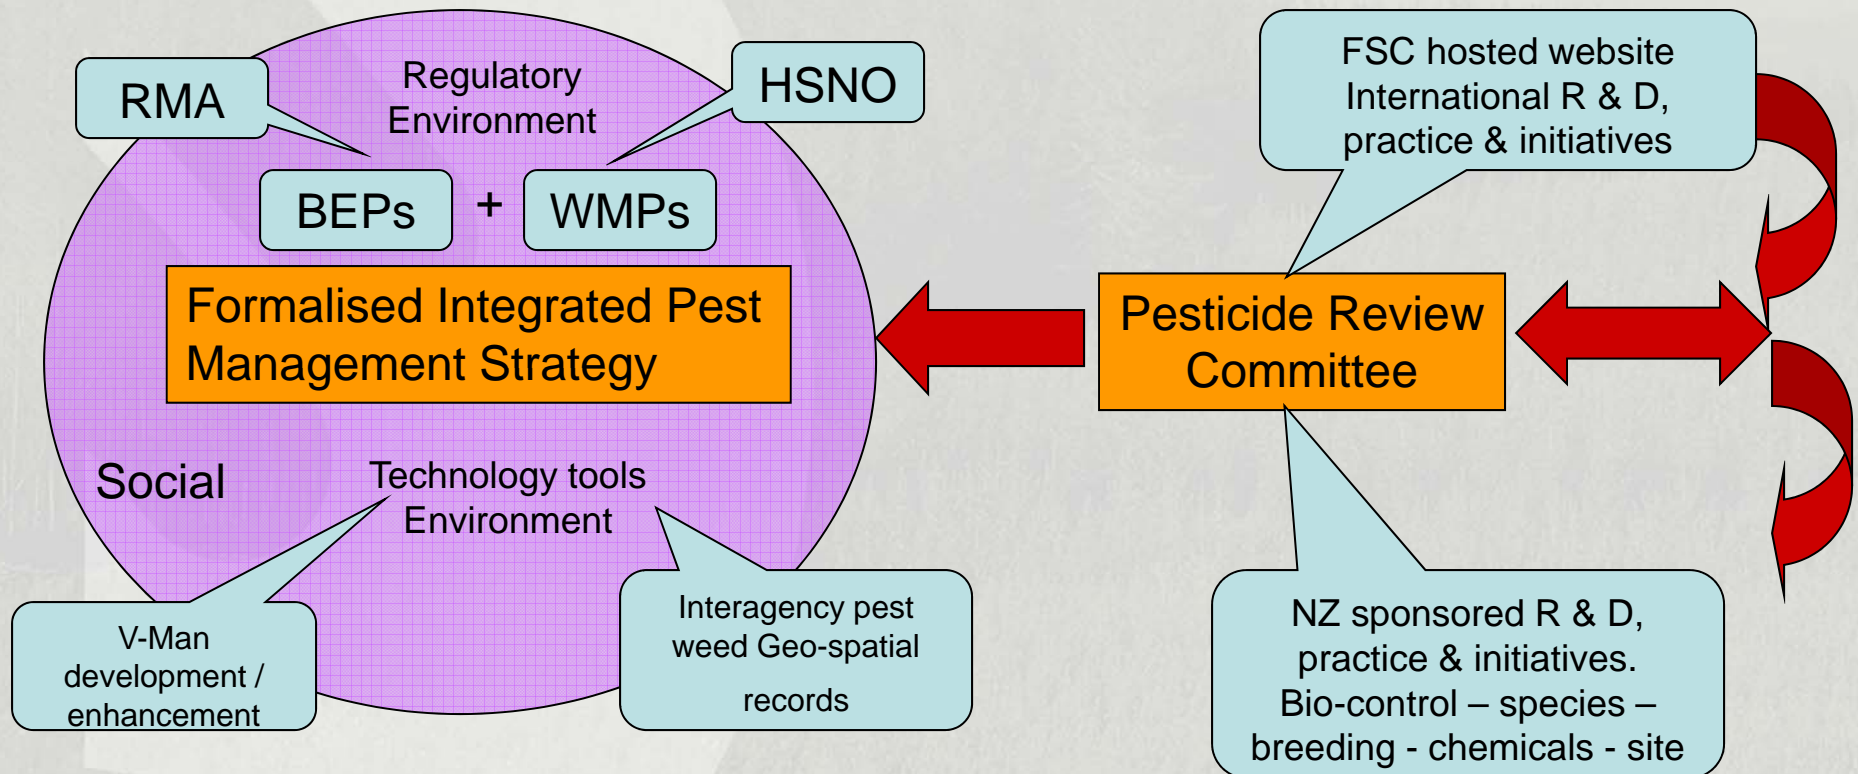 RMA
Regulatory
Environment
HSNO
BEPs
+
WMPs
Formalised Integrated Pest
Management Strategy
Social
Technology tools
Environment
V-Man
development /
enhancement
Interagency pest
weed Geo-spatial
records
FSC hosted website
International R & D,
practice & initiatives
Pesticide Review
Committee
NZ sponsored R & D,
practice & initiatives.
Bio-control – species –
breeding - chemicals - site